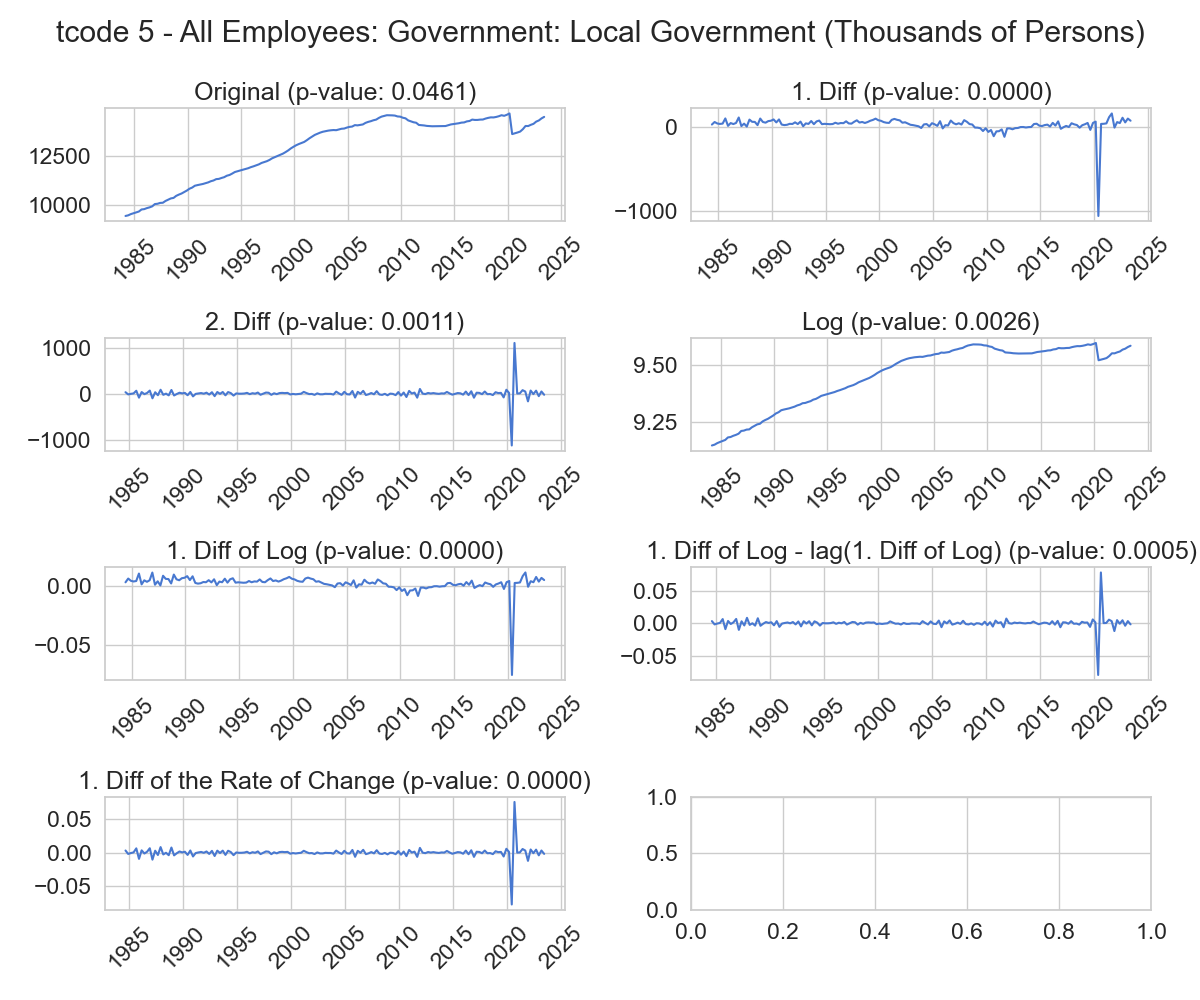 tcode 5 - All Employees: Government: Local Government (Thousands of Persons)
Original (p-value: 0.0461)
12500
10000
1985 1990 1995 2000 2005 2010 2015 2020 2025
1. Diff (p-value: 0.0000)
0
−1000
1985 1990 1995 2000 2005 2010 2015 2020 2025
2. Diff (p-value: 0.0011)
1000
0
−1000
1985 1990 1995 2000 2005 2010 2015 2020 2025
Log (p-value: 0.0026)
9.50
9.25
1985 1990 1995 2000 2005 2010 2015 2020 2025
1. Diff of Log (p-value: 0.0000)
0.00
−0.05
1985 1990 1995 2000 2005 2010 2015 2020 2025
1. Diff of Log - lag(1. Diff of Log) (p-value: 0.0005)
0.05
0.00
−0.05
1985 1990 1995 2000 2005 2010 2015 2020 2025
1. Diff of the Rate of Change (p-value: 0.0000)
0.05
0.00
−0.05
1985 1990 1995 2000 2005 2010 2015 2020 2025
1.0
0.5
0.0
0.0 0.2 0.4 0.6 0.8 1.0